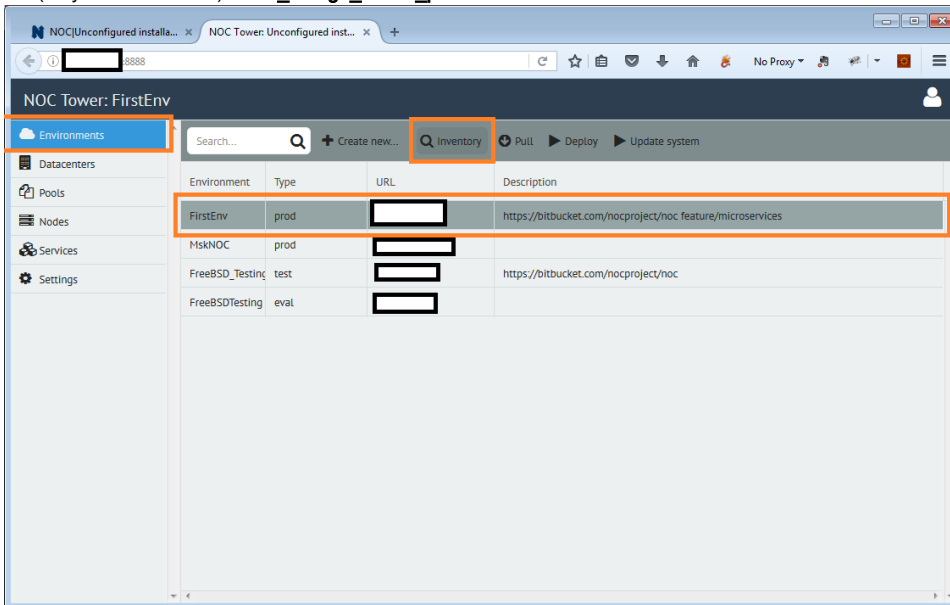 NOC|Unconfigured installa... × NOC Tower: Unconfigured inst... × +
:8888 No Proxy
NOC Tower: FirstEnv
Environments
Datacenters
Pools
Nodes
Services
Settings
Search... Create new... Inventory Pull Deploy Update system
Environment Type URL Description
FirstEnv prod https://bitbucket.com/nocproject/noc feature/microservices
MskNOC prod
FreeBSD_Testing test https://bitbucket.com/nocproject/noc
FreeBSDTesting eval